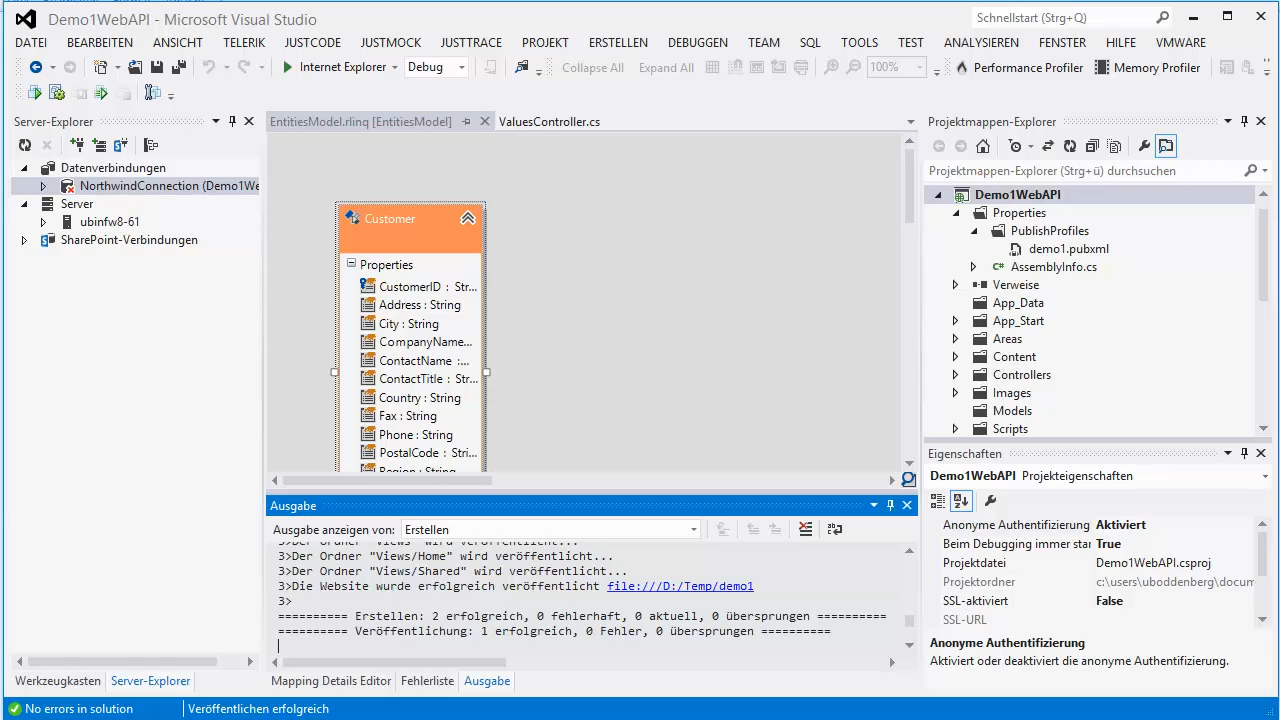 Demo1WebAPI - Microsoft Visual Studio
Schnellstart (Strg+Q)
DATEI BEARBEITEN ANSICHT TELERIK JUSTCODE JUSTMOCK JUSTTRACE PROJEKT ERSTELLEN DEBUGGEN TEAM SQL TOOLS TEST ANALYSIEREN FENSTER HILFE VMWARE
Internet Explorer Debug Collapse All Expand All 100% Performance Profiler Memory Profiler
Server-Explorer
Datenverbindungen
NorthwindConnection (Demo1We
Server
ubinfw8-61
SharePoint-Verbindungen
Werkzeugkasten Server-Explorer
EntitiesModel.rlinq [EntitiesModel] ValuesController.cs
Customer
Properties
CustomerID : Str...
Address : String
City : String
CompanyName...
ContactName :...
ContactTitle : Str...
Country : String
Fax : String
Phone : String
PostalCode : Stri...
Region : String
Ausgabe
Ausgabe anzeigen von: Erstellen
3>Der Ordner "Views" wird veröffentlicht...
3>Der Ordner "Views/Home" wird veröffentlicht...
3>Der Ordner "Views/Shared" wird veröffentlicht...
3>Die Website wurde erfolgreich veröffentlicht file:///D:/Temp/demo1
3>
========== Erstellen: 2 erfolgreich, 0 fehlerhaft, 0 aktuell, 0 übersprungen ==========
========== Veröffentlichung: 1 erfolgreich, 0 Fehler, 0 übersprungen ==========
Mapping Details Editor Fehlerliste Ausgabe
Projektmappen-Explorer
Projektmappen-Explorer (Strg+ü) durchsuchen
Demo1WebAPI
Properties
PublishProfiles
demo1.pubxml
C# AssemblyInfo.cs
Verweise
App_Data
App_Start
Areas
Content
Controllers
Images
Models
Scripts
Eigenschaften
Demo1WebAPI Projekteigenschaften
Anonyme Authentifizierung Aktiviert
Beim Debugging immer star True
Projektdatei Demo1WebAPI.csproj
Projektordner c:\users\uboddenberg\docum
SSL-aktiviert False
SSL-URL
Anonyme Authentifizierung
Aktiviert oder deaktiviert die anonyme Authentifizierung.
No errors in solution Veröffentlichen erfolgreich